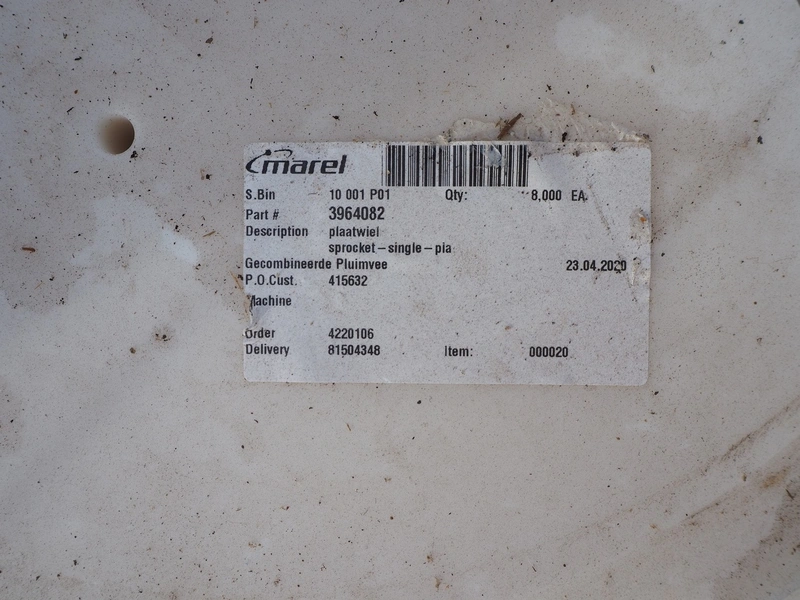 marel
S.Bin 10 001 P01 Qty: 8,000 EA
Part # 3964082
Description plaatwiel
sprocket-single-pla
Gecombineerde Pluimvee 23.04.2020
P.O.Cust. 415632
Machine
Order 4220106
Delivery 81504348 Item: 000020